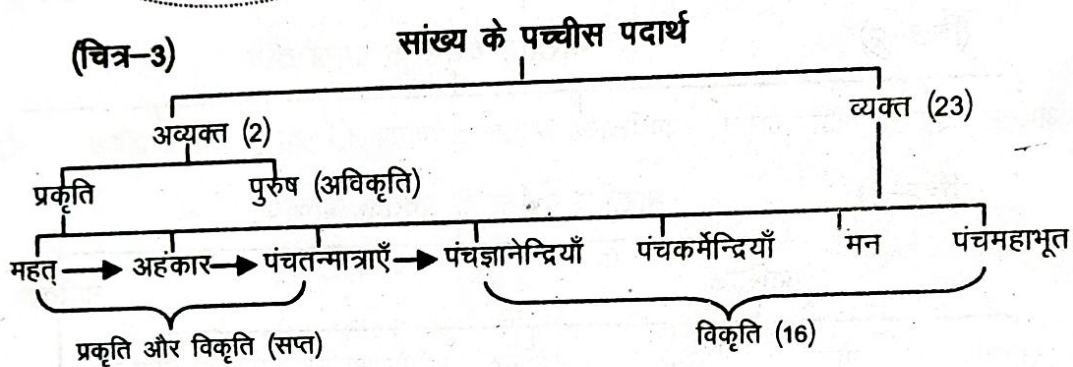 (चित्र-3)
सांख्य के पच्चीस पदार्थ
अव्यक्त (2)
व्यक्त (23)
प्रकृति
पुरुष (अविकृति)
महत् अहंकार पंचतन्मात्राएँ पंचज्ञानेन्द्रियाँ पंचकर्मेन्द्रियाँ मन पंचमहाभूत
प्रकृति और विकृति (सप्त)
विकृति (16)